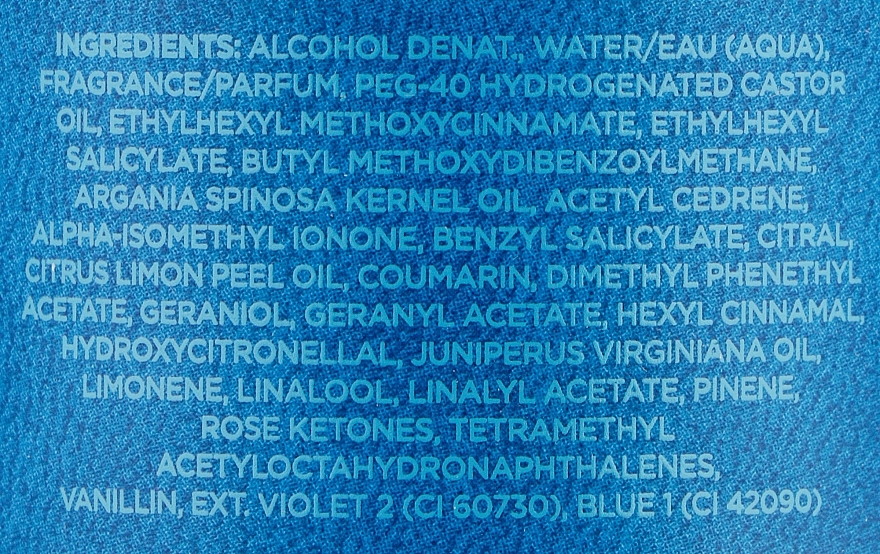 INGREDIENTS: ALCOHOL DENAT., WATER/EAU (AQUA),
FRAGRANCE/PARFUM, PEG-40 HYDROGENATED CASTOR
OIL, ETHYLHEXYL METHOXYCINNAMATE, ETHYLHEXYL
SALICYLATE, BUTYL METHOXYDIBENZOYLMETHANE,
ARGANIA SPINOSA KERNEL OIL, ACETYL CEDRENE,
ALPHA-ISOMETHYL IONONE, BENZYL SALICYLATE, CITRAL,
CITRUS LIMON PEEL OIL, COUMARIN, DIMETHYL PHENETHYL
ACETATE, GERANIOL, GERANYL ACETATE, HEXYL CINNAMAL,
HYDROXYCITRONELLAL, JUNIPERUS VIRGINIANA OIL,
LIMONENE, LINALOOL, LINALYL ACETATE, PINENE,
ROSE KETONES, TETRAMETHYL
ACETYLOCTAHYDRONAPHTHALENES,
VANILLIN, EXT. VIOLET 2 (CI 60730), BLUE 1 (CI 42090)